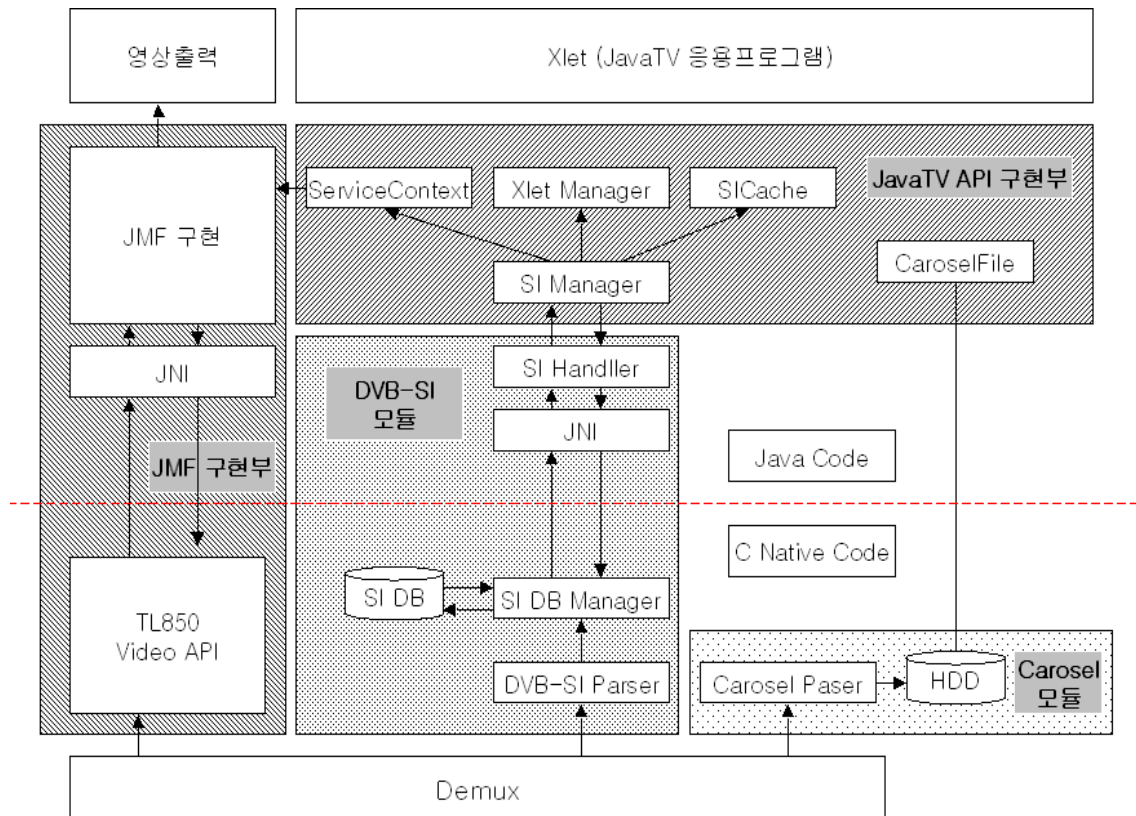 영상출력
Xlet (JavaTV 응용프로그램)
ServiceContext
Xlet Manager
SICache
JavaTV API 구현부
JMF 구현
CaroselFile
SI Manager
JNI
SI Handller
DVB-SI
모듈
JNI
JMF 구현부
Java Code
C Native Code
SI DB
SI DB Manager
TL850
Video API
DVB-SI Parser
Carosel Paser
HDD
Carosel
모듈
Demux